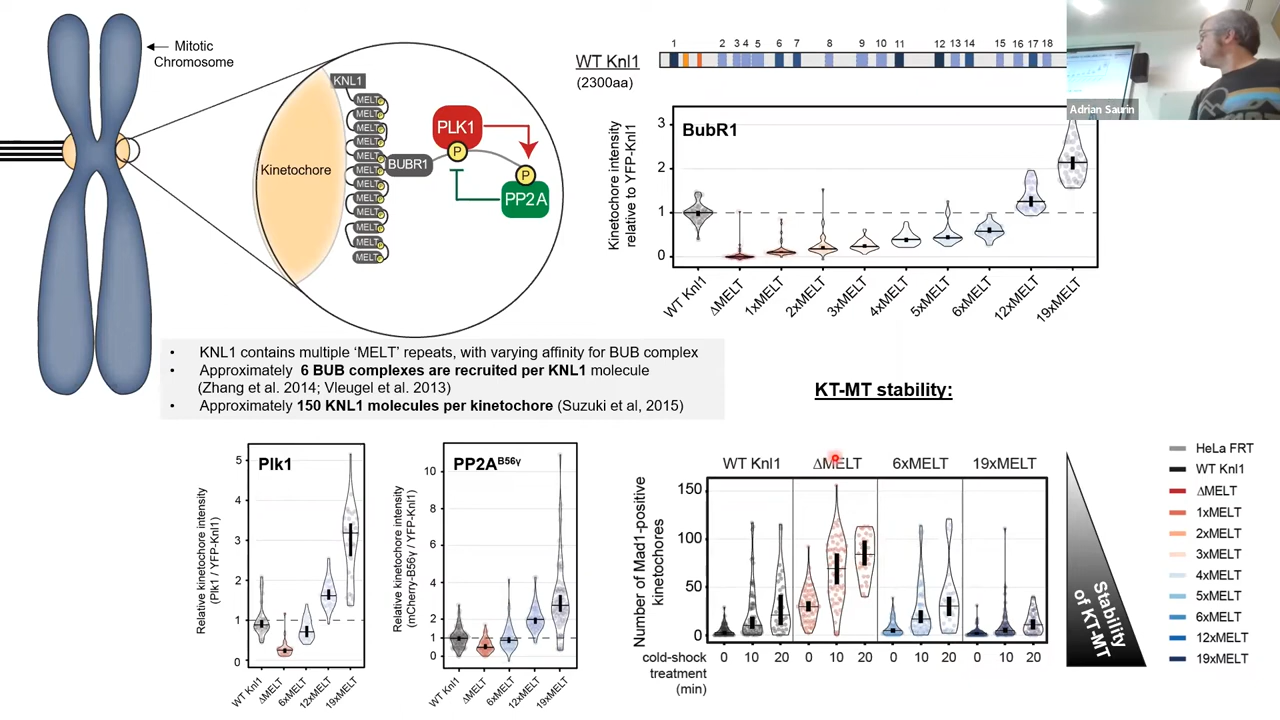 Mitotic
Chromosome
KNL1
MELT P
MELT P
MELT P
MELT P
MELT P
MELT P
MELT P
MELT P
MELT P
MELT P
MELT P
MELT P
Kinetochore
BUBR1
PLK1
P
P
PP2A
WT Knl1
(2300aa)
1 2 3 4 5 6 7 8 9 10 11 12 13 14 15 16 17 18
Adrian Saurin
BubR1
Kinetochore intensity
relative to YFP-Knl1
3
2
1
0
WT Knl1 ΔMELT 1xMELT 2xMELT 3xMELT 4xMELT 5xMELT 6xMELT 12xMELT 19xMELT
• KNL1 contains multiple ‘MELT’ repeats, with varying affinity for BUB complex
• Approximately 6 BUB complexes are recruited per KNL1 molecule
(Zhang et al. 2014; Vleugel et al. 2013)
• Approximately 150 KNL1 molecules per kinetochore (Suzuki et al, 2015)
KT-MT stability:
Plk1
Relative kinetochore intensity
(Plk1 / YFP-Knl1)
5
4
3
2
1
0
WT Knl1 ΔMELT 6xMELT 12xMELT 19xMELT
PP2AB56γ
Relative kinetochore intensity
(mCherry-B56γ / YFP-Knl1)
10
8
6
4
2
1
0
WT Knl1 ΔMELT 6xMELT 12xMELT 19xMELT
WT Knl1 ΔMELT 6xMELT 19xMELT
Number of Mad1-positive
kinetochores
150
100
50
0
cold-shock
treatment
(min)
0 10 20 0 10 20 0 10 20 0 10 20
Stability
of KT-MT
HeLa FRT
WT Knl1
ΔMELT
1xMELT
2xMELT
3xMELT
4xMELT
5xMELT
6xMELT
12xMELT
19xMELT